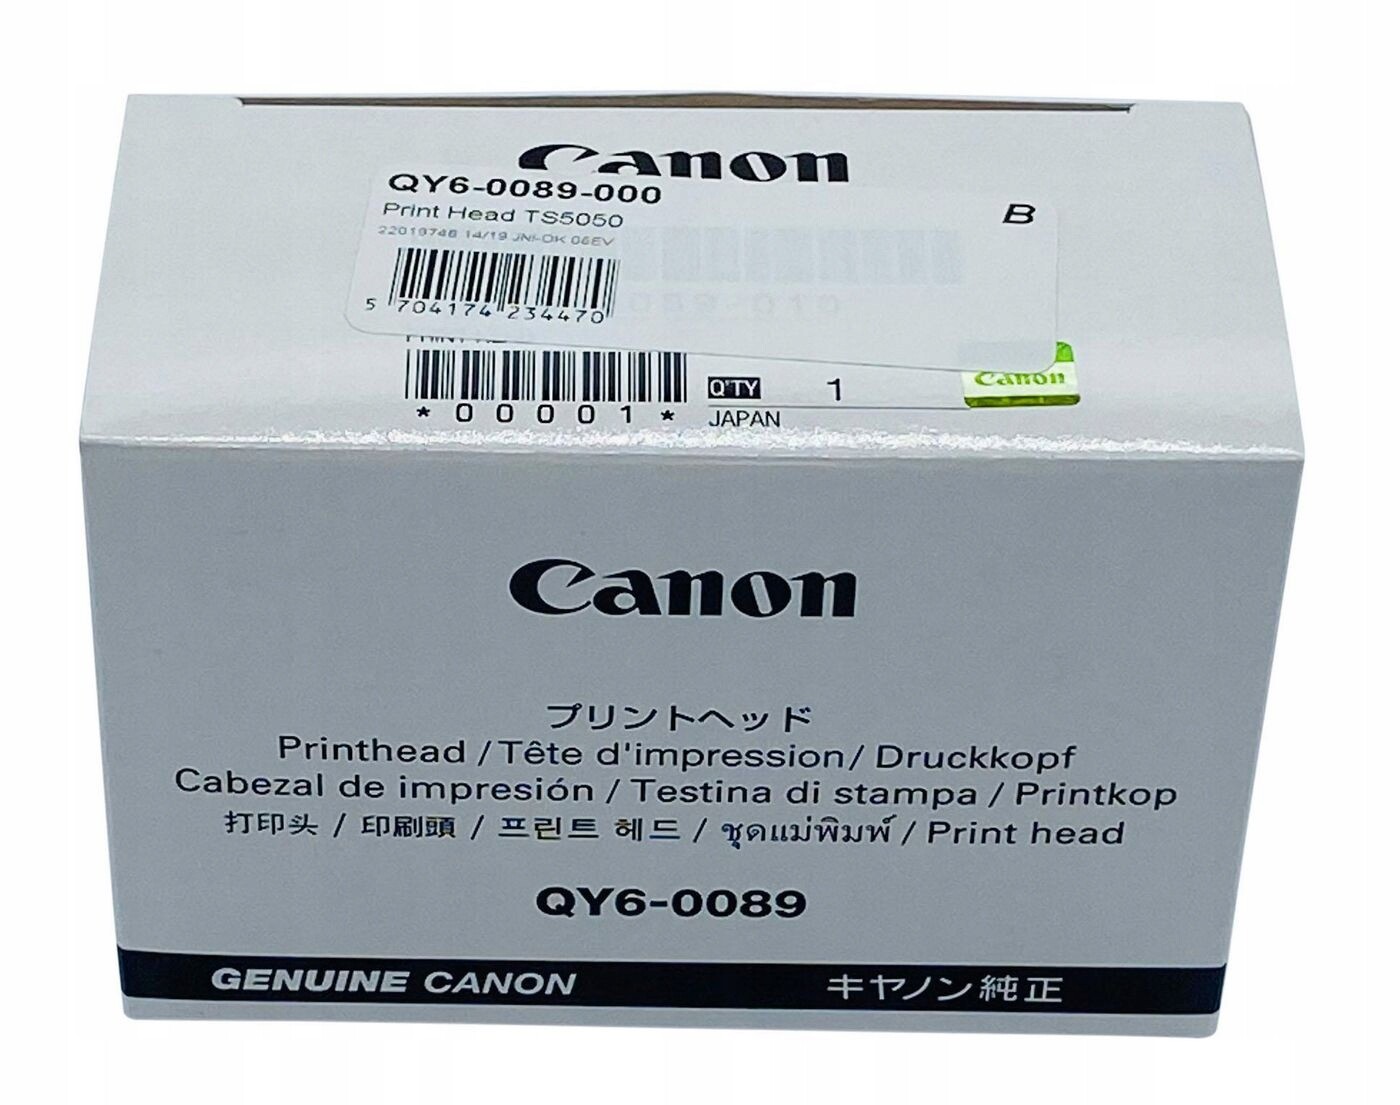 Canon
QY6-0089-000
B
Print Head TS5050
5 704174 234470
*00001*
Q'TY 1
JAPAN
Canon
Canon
プリントヘッド
Printhead / Tête d'impression / Druckkopf
Cabezal de impresión / Testina di stampa / Printkop
打印头 / 印刷頭 / 프린트 헤드 / ชุดแม่พิมพ์ / Print head
QY6-0089
GENUINE CANON キヤノン純正